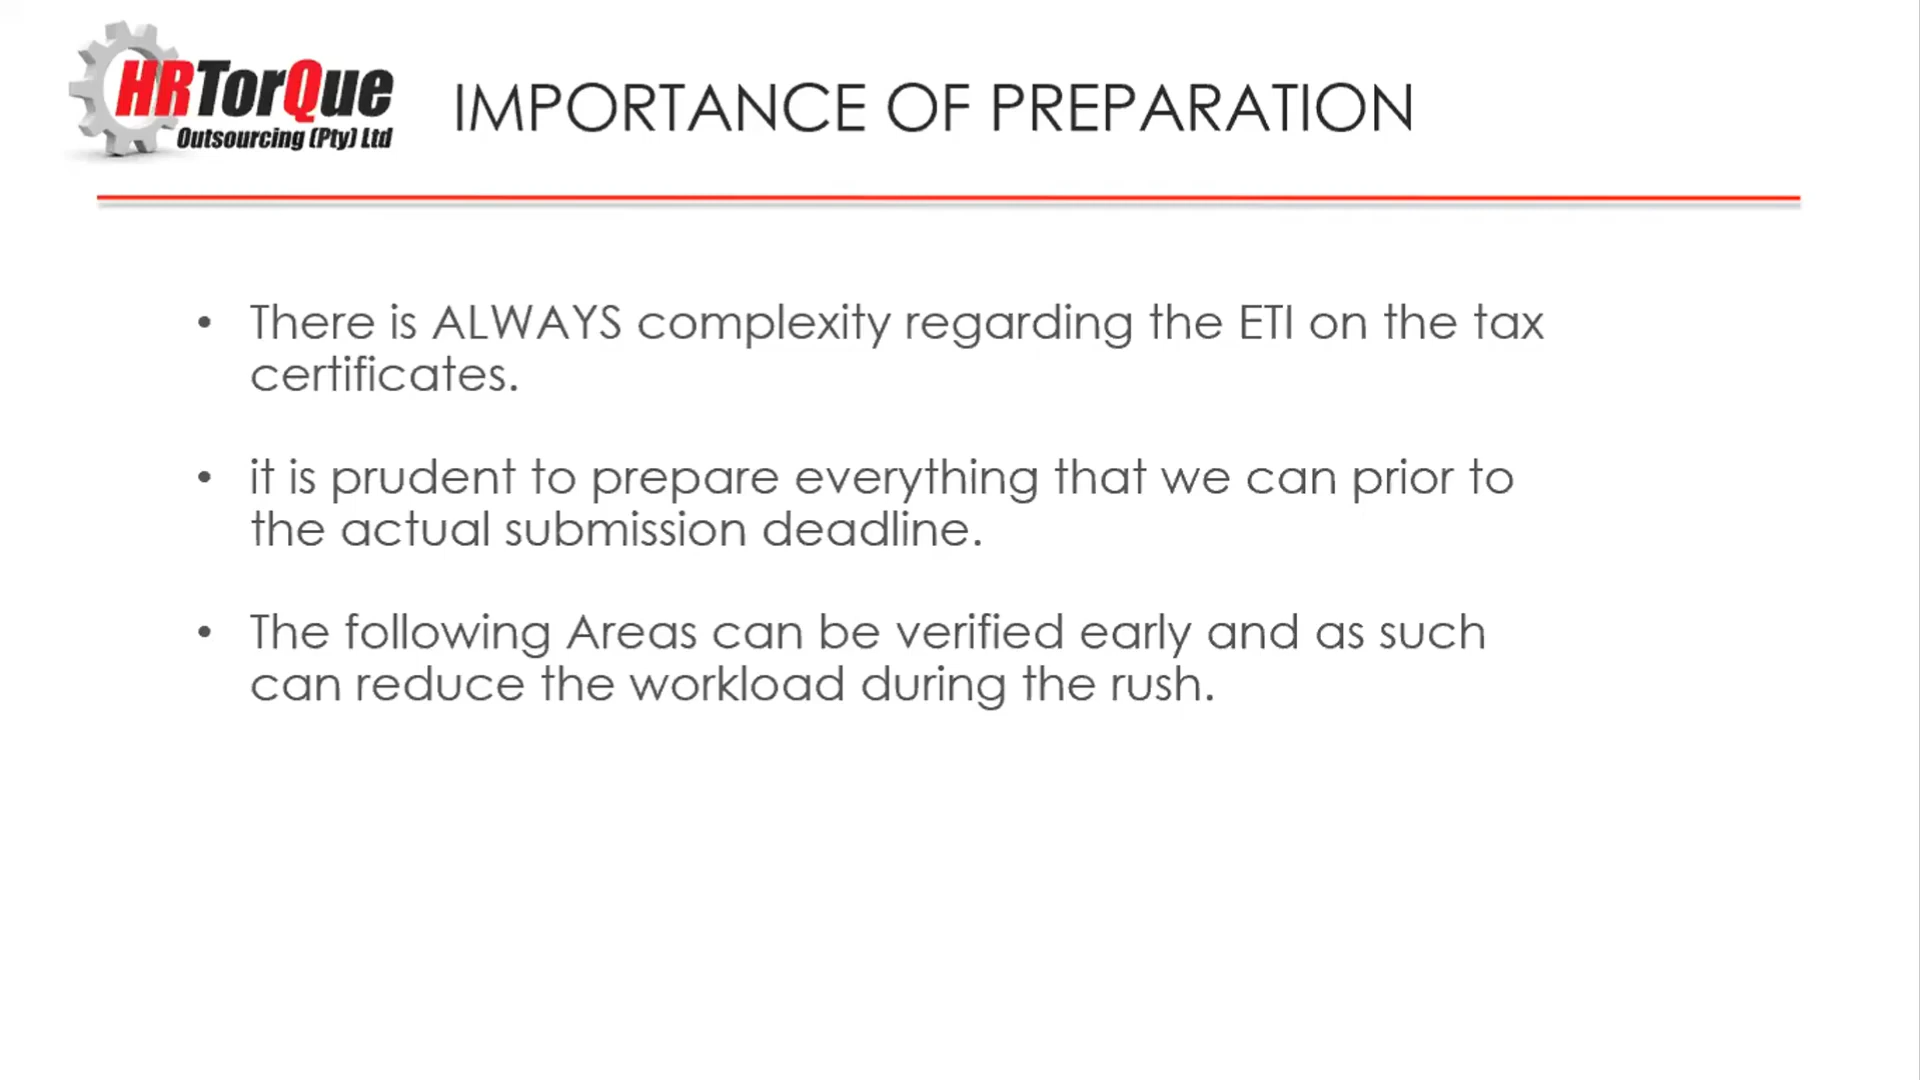 HRTorQue
Outsourcing (Pty) Ltd
IMPORTANCE OF PREPARATION
• There is ALWAYS complexity regarding the ETI on the tax
certificates.
• it is prudent to prepare everything that we can prior to
the actual submission deadline.
• The following Areas can be verified early and as such
can reduce the workload during the rush.